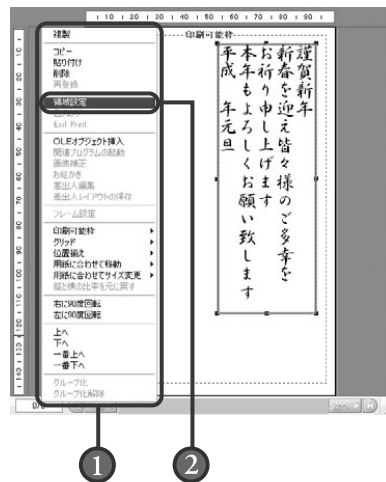 10 20 30 40 50 60 70 80 90
印刷可能枠
複製
コピー
貼り付け
削除
再登録
領域設定
Exif Print
OLEオブジェクト挿入
関連プログラムの起動
画像補正
お絵かき
差出人編集
差出人レイアウトの保存
フレーム設定
印刷可能枠
グリッド
位置揃え
用紙に合わせて移動
用紙に合わせてサイズ変更
縦と横の比率を元に戻す
右に90度回転
左に90度回転
上へ
下へ
一番上へ
一番下へ
グループ化
グループ化解除
謹賀新年
新春を迎え皆々様のご多幸を
お祈り申し上げます
本年もよろしくお願い致します
平成 年元旦
1
2